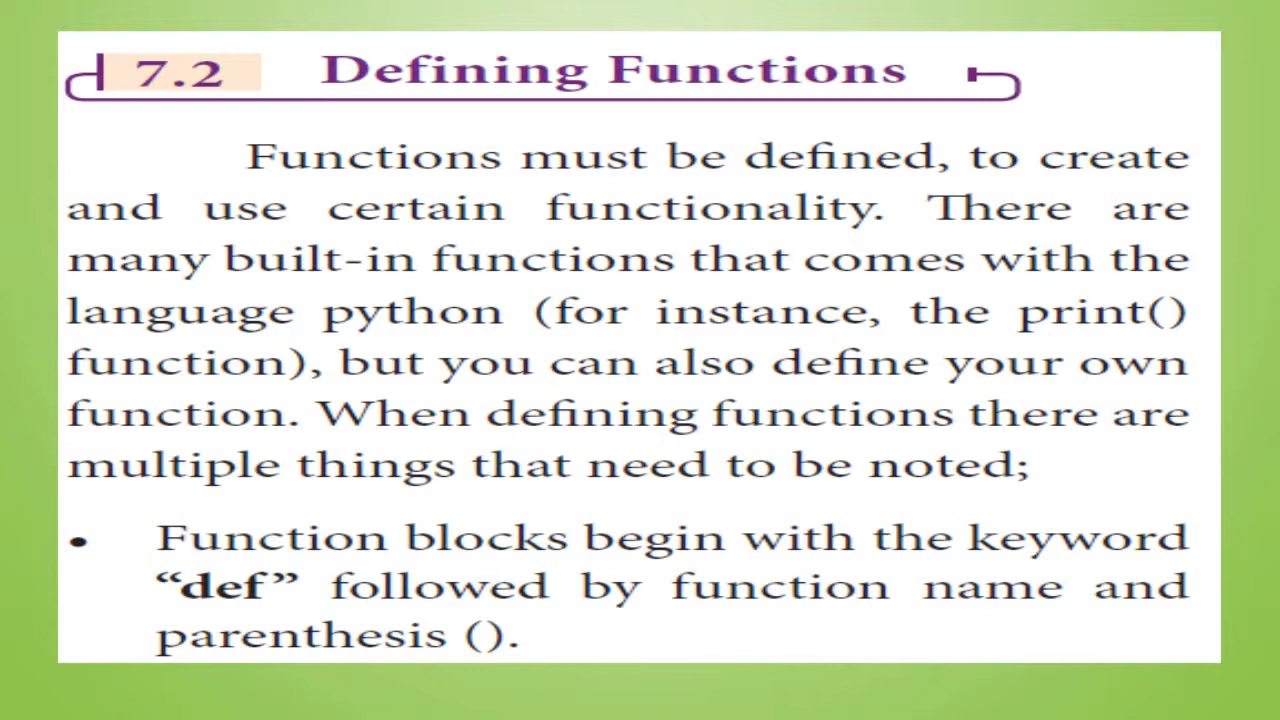 7.2 Defining Functions
Functions must be defined, to create
and use certain functionality. There are
many built-in functions that comes with the
language python (for instance, the print()
function), but you can also define your own
function. When defining functions there are
multiple things that need to be noted;
• Function blocks begin with the keyword
“def” followed by function name and
parenthesis ().